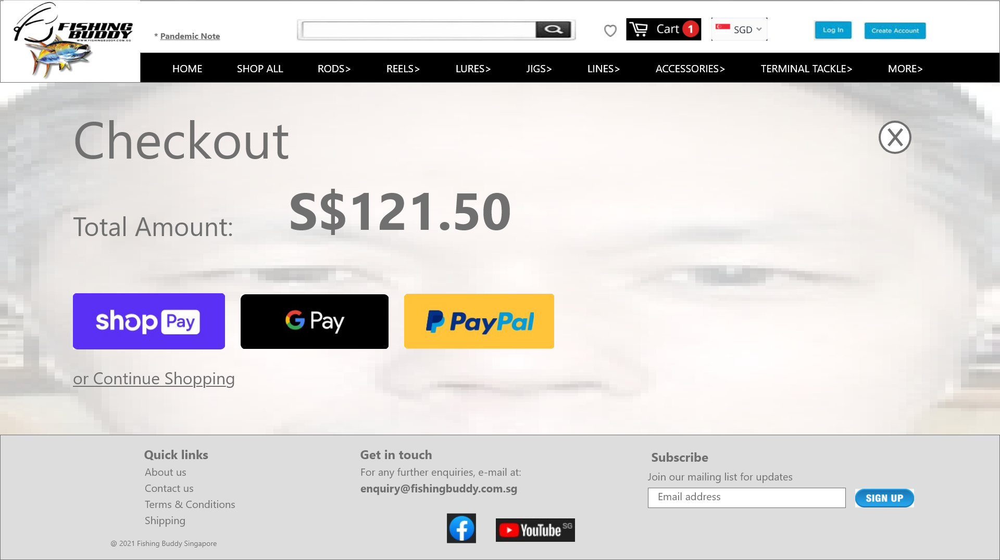 FISHING
BUDDY
WWW.FISHINGBUDDY.COM.SG
* Pandemic Note
Cart 1
SGD
Log In
Create Account
HOME
SHOP ALL
RODS>
REELS>
LURES>
JIGS>
LINES>
ACCESSORIES>
TERMINAL TACKLE>
MORE>
Checkout
X
Total Amount:
S$121.50
shop Pay
G Pay
PayPal
or Continue Shopping
Quick links
About us
Contact us
Terms & Conditions
Shipping
@ 2021 Fishing Buddy Singapore
Get in touch
For any further enquiries, e-mail at:
enquiry@fishingbuddy.com.sg
YouTube SG
Subscribe
Join our mailing list for updates
Email address
SIGN UP